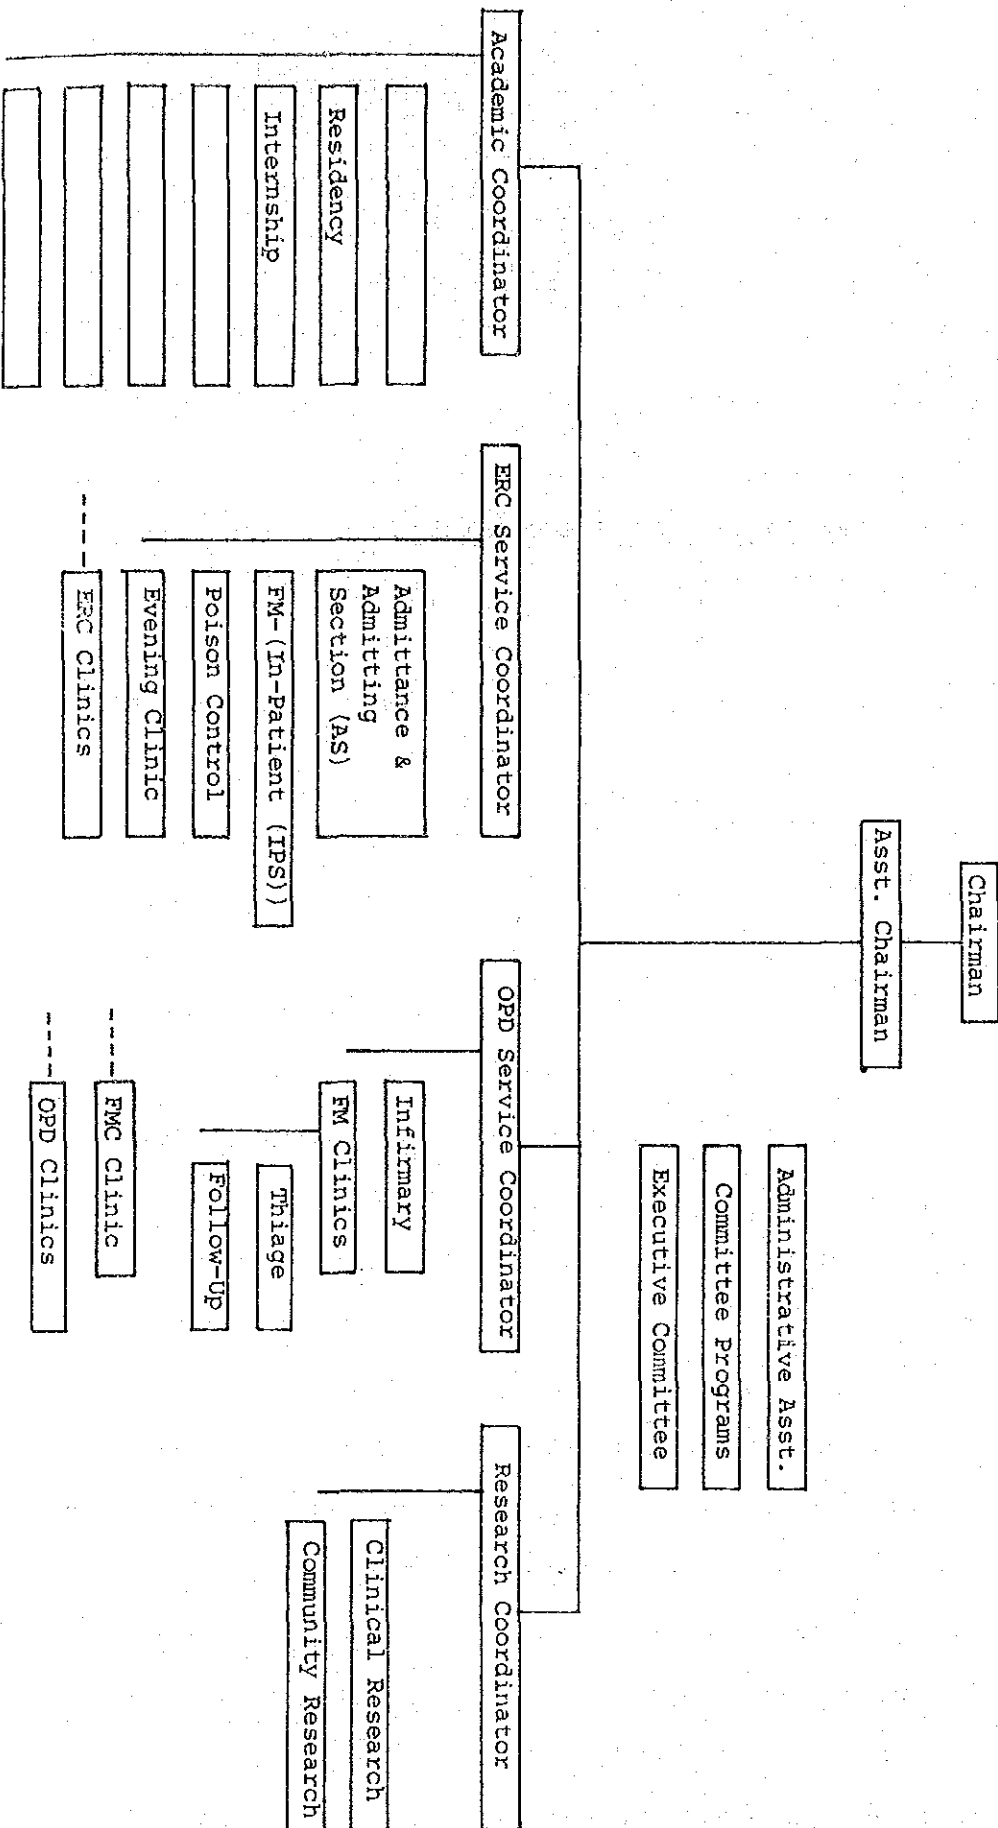 Chairman
Asst. Chairman
Administrative Asst.
Committee Programs
Executive Committee
Academic Coordinator
Residency
Internship
ERC Service Coordinator
Admittance &
Admitting
Section (AS)
FM-(In-Patient (IPS))
Poison Control
Evening Clinic
ERC Clinics
OPD Service Coordinator
Infirmary
FM Clinics
Thiage
Follow-Up
FMC Clinic
OPD Clinics
Research Coordinator
Clinical Research
Community Research